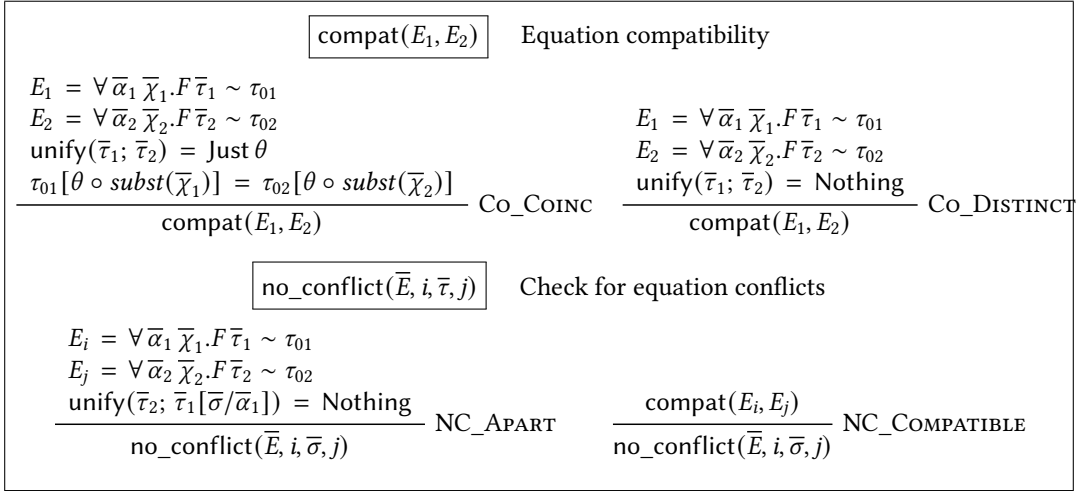 compat(E₁, E₂) Equation compatibility
E₁ = ∀ ᾱ₁ χ̄₁.F τ̄₁ ∼ τ₀₁
E₂ = ∀ ᾱ₂ χ̄₂.F τ̄₂ ∼ τ₀₂
unify(τ̄₁; τ̄₂) = Just θ
τ₀₁[θ ∘ subst(χ̄₁)] = τ₀₂[θ ∘ subst(χ̄₂)]
compat(E₁, E₂)
Co_Coinc
E₁ = ∀ ᾱ₁ χ̄₁.F τ̄₁ ∼ τ₀₁
E₂ = ∀ ᾱ₂ χ̄₂.F τ̄₂ ∼ τ₀₂
unify(τ̄₁; τ̄₂) = Nothing
compat(E₁, E₂)
Co_Distinct
no_conflict(E̅, i, τ̄, j) Check for equation conflicts
Eᵢ = ∀ ᾱ₁ χ̄₁.F τ̄₁ ∼ τ₀₁
Eⱼ = ∀ ᾱ₂ χ̄₂.F τ̄₂ ∼ τ₀₂
unify(τ̄₂; τ̄₁[σ̄/ᾱ₁]) = Nothing
no_conflict(E̅, i, σ̄, j)
NC_Apart
compat(Eᵢ, Eⱼ)
no_conflict(E̅, i, σ̄, j)
NC_Compatible